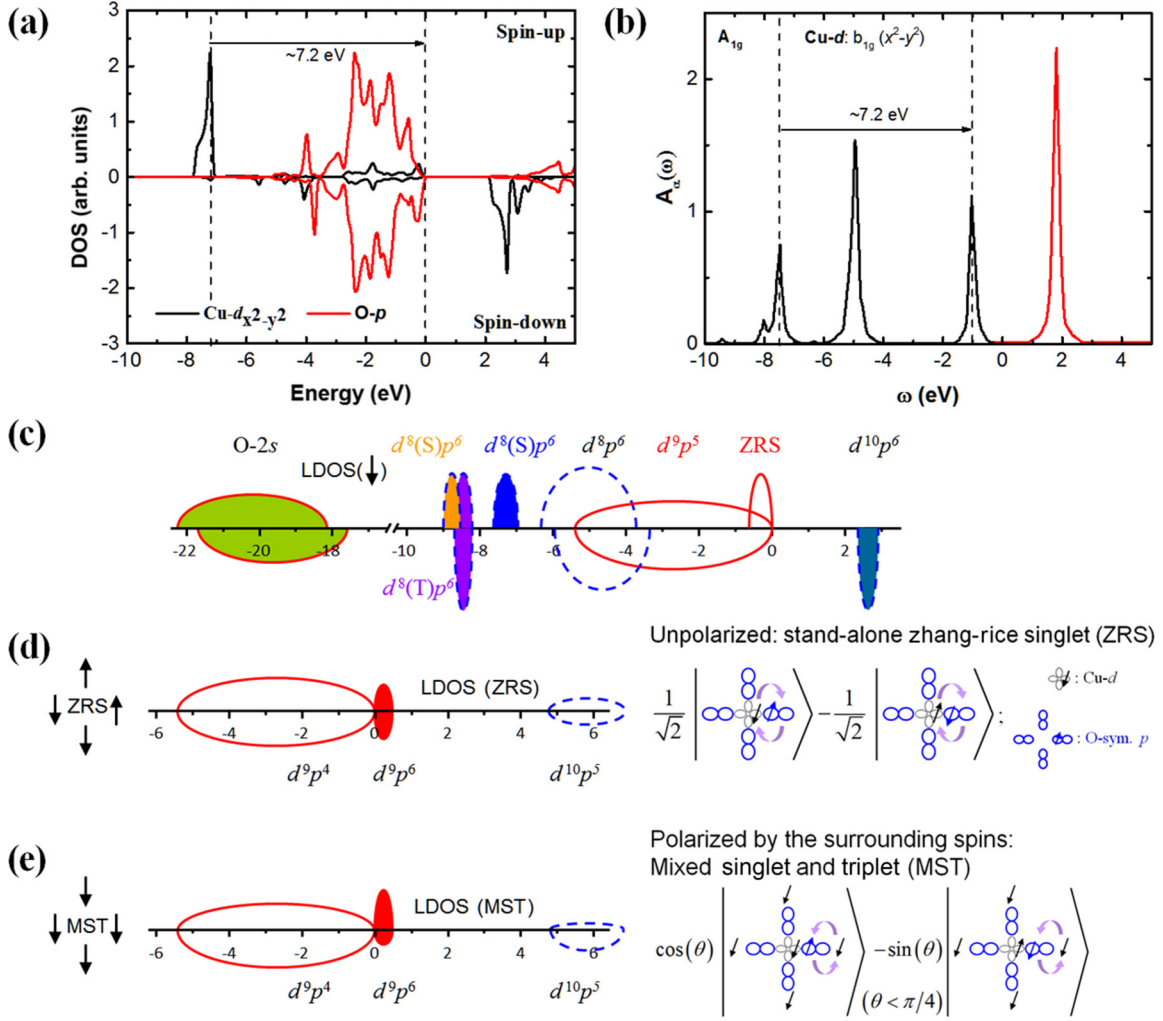 (a)
Spin-up
~7.2 eV
DOS (arb. units)
3
2
1
0
-1
-2
-3
Cu-dx2-y2
O-p
Spin-down
-10
-8
-6
-4
-2
0
2
4
Energy (eV)
(b)
A1g
Cu-d: b1g (x²-y²)
~7.2 eV
Aα(ω)
2
1
0
-10
-8
-6
-4
-2
0
2
4
ω (eV)
(c)
O-2s
LDOS(↓)
d⁸(S)p⁶
d⁸(S)p⁶
d⁸p⁶
d⁹p⁵
ZRS
d¹⁰p⁶
-22 -20 -18 -10 -8 -6 -4 -2 0 2
d⁸(T)p⁶
Unpolarized: stand-alone zhang-rice singlet (ZRS)
(d)
ZRS
LDOS (ZRS)
-6 -4 -2 0 2 4 6
d⁹p⁴
d⁹p⁶
d¹⁰p⁵
1/√2
−1/√2
;
: Cu-d
: O-sym. p
Polarized by the surrounding spins:
Mixed singlet and triplet (MST)
(e)
MST
LDOS (MST)
-6 -4 -2 0 2 4 6
d⁹p⁴
d⁹p⁶
d¹⁰p⁵
cos(θ)
−sin(θ)
(θ < π/4)